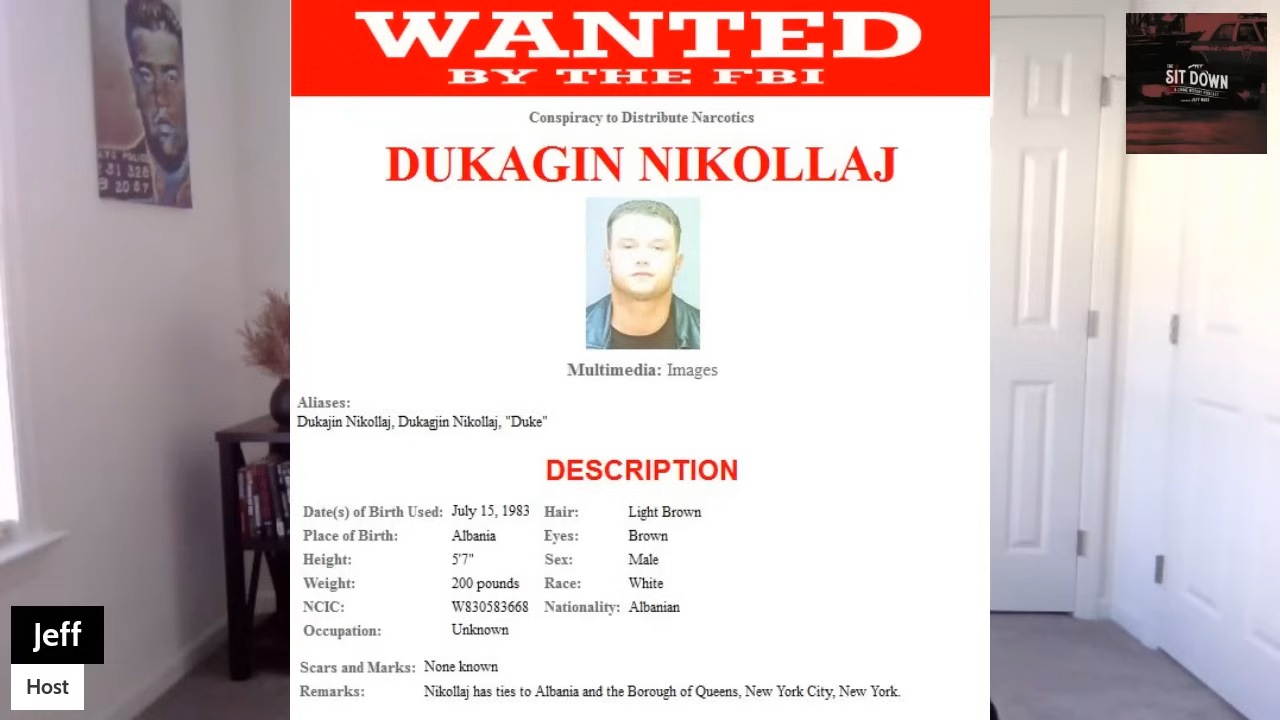 WANTED
BY THE FBI
Conspiracy to Distribute Narcotics
DUKAGIN NIKOLLAJ
Multimedia: Images
Aliases:
Dukajin Nikollaj, Dukagjin Nikollaj, "Duke"
DESCRIPTION
Date(s) of Birth Used: July 15, 1983 Hair: Light Brown
Place of Birth: Albania Eyes: Brown
Height: 5'7" Sex: Male
Weight: 200 pounds Race: White
NCIC: W830583668 Nationality: Albanian
Occupation: Unknown
Scars and Marks: None known
Remarks: Nikollaj has ties to Albania and the Borough of Queens, New York City, New York.
THE
SIT DOWN
A CRIME HISTORY PODCAST
Jeff
Host